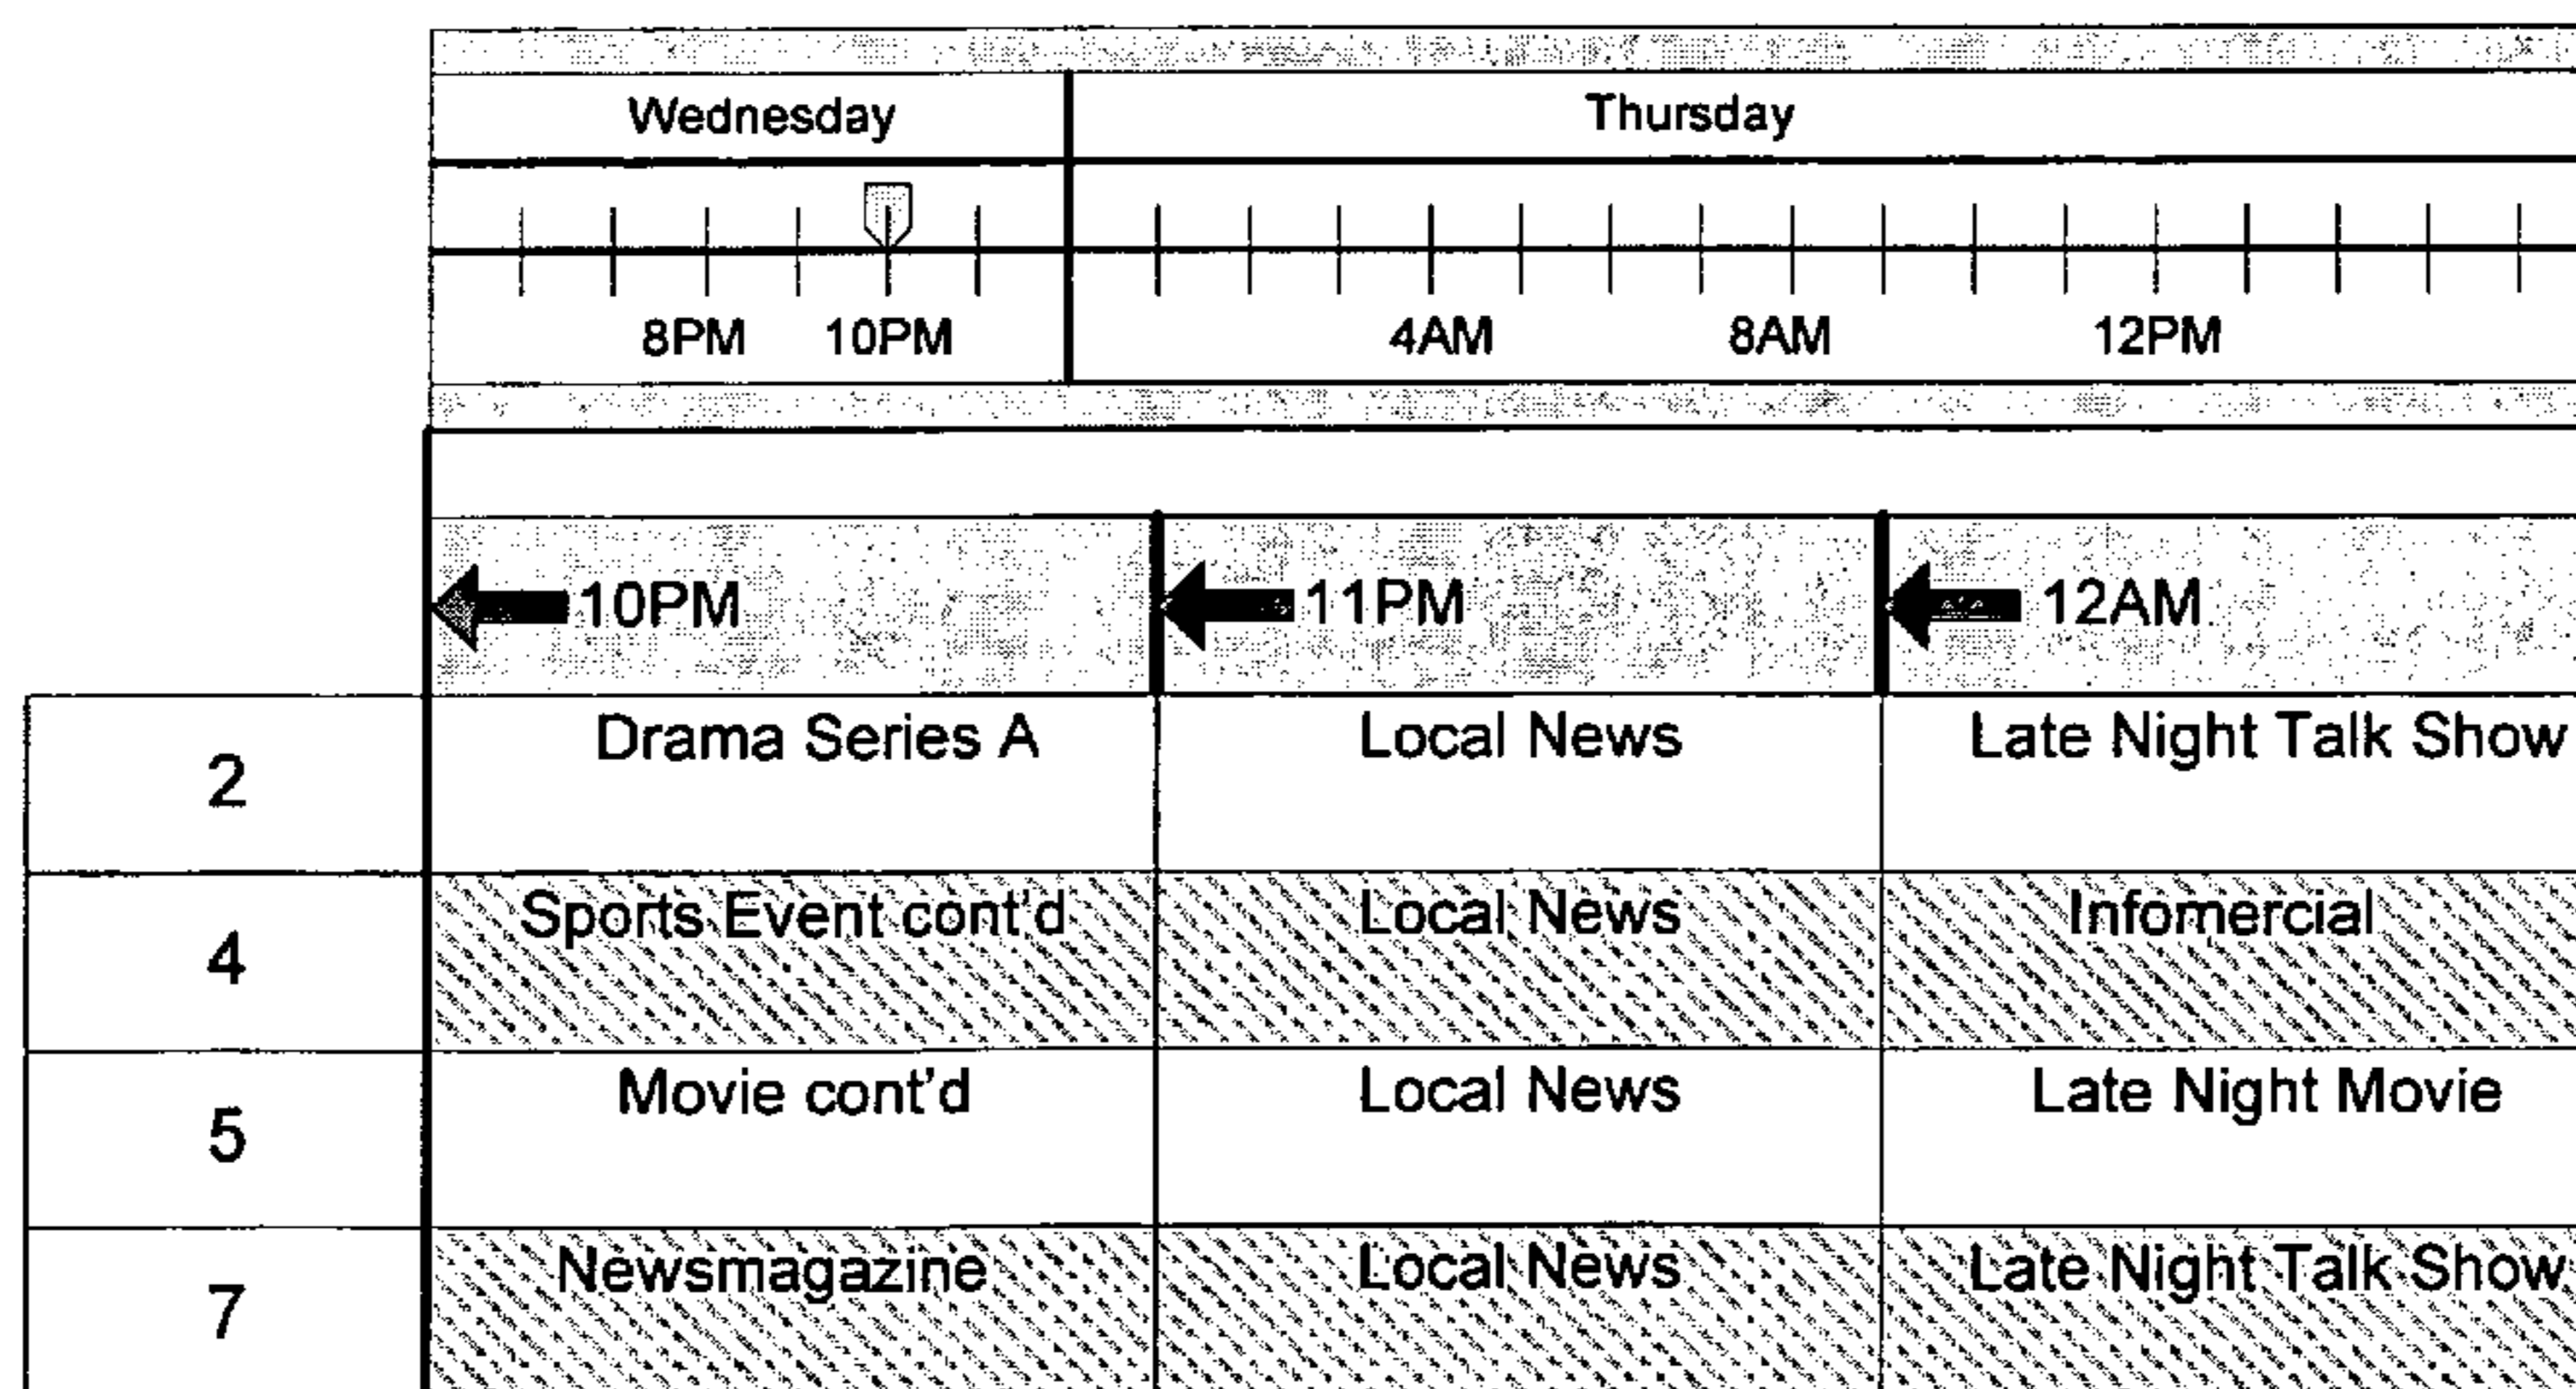 Wednesday Thursday
8PM 10PM 4AM 8AM 12PM
10PM 11PM 12AM
2 Drama Series A Local News Late Night Talk Show
4 Sports Event cont'd Local News Infomercial
5 Movie cont'd Local News Late Night Movie
7 Newsmagazine Local News Late Night Talk Show